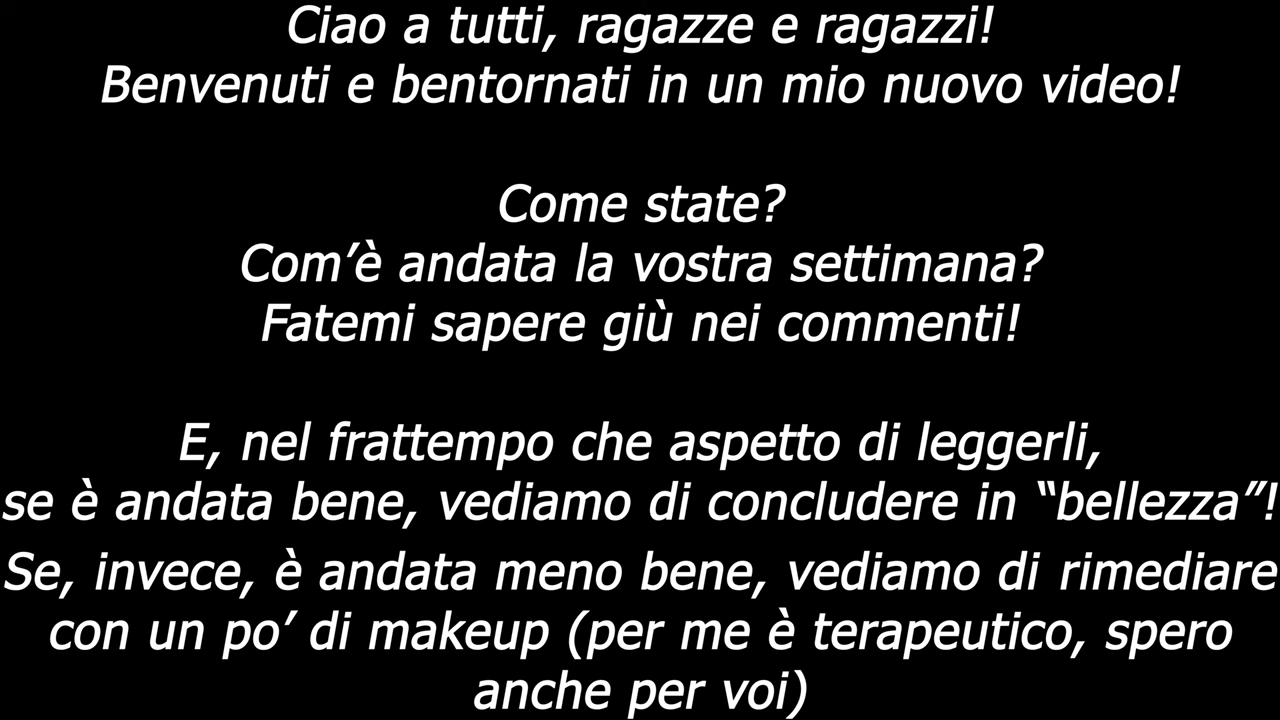 Ciao a tutti, ragazze e ragazzi!
Benvenuti e bentornati in un mio nuovo video!
Come state?
Com’è andata la vostra settimana?
Fatemi sapere giù nei commenti!
E, nel frattempo che aspetto di leggerli,
se è andata bene, vediamo di concludere in “bellezza”!
Se, invece, è andata meno bene, vediamo di rimediare
con un po’ di makeup (per me è terapeutico, spero
anche per voi)